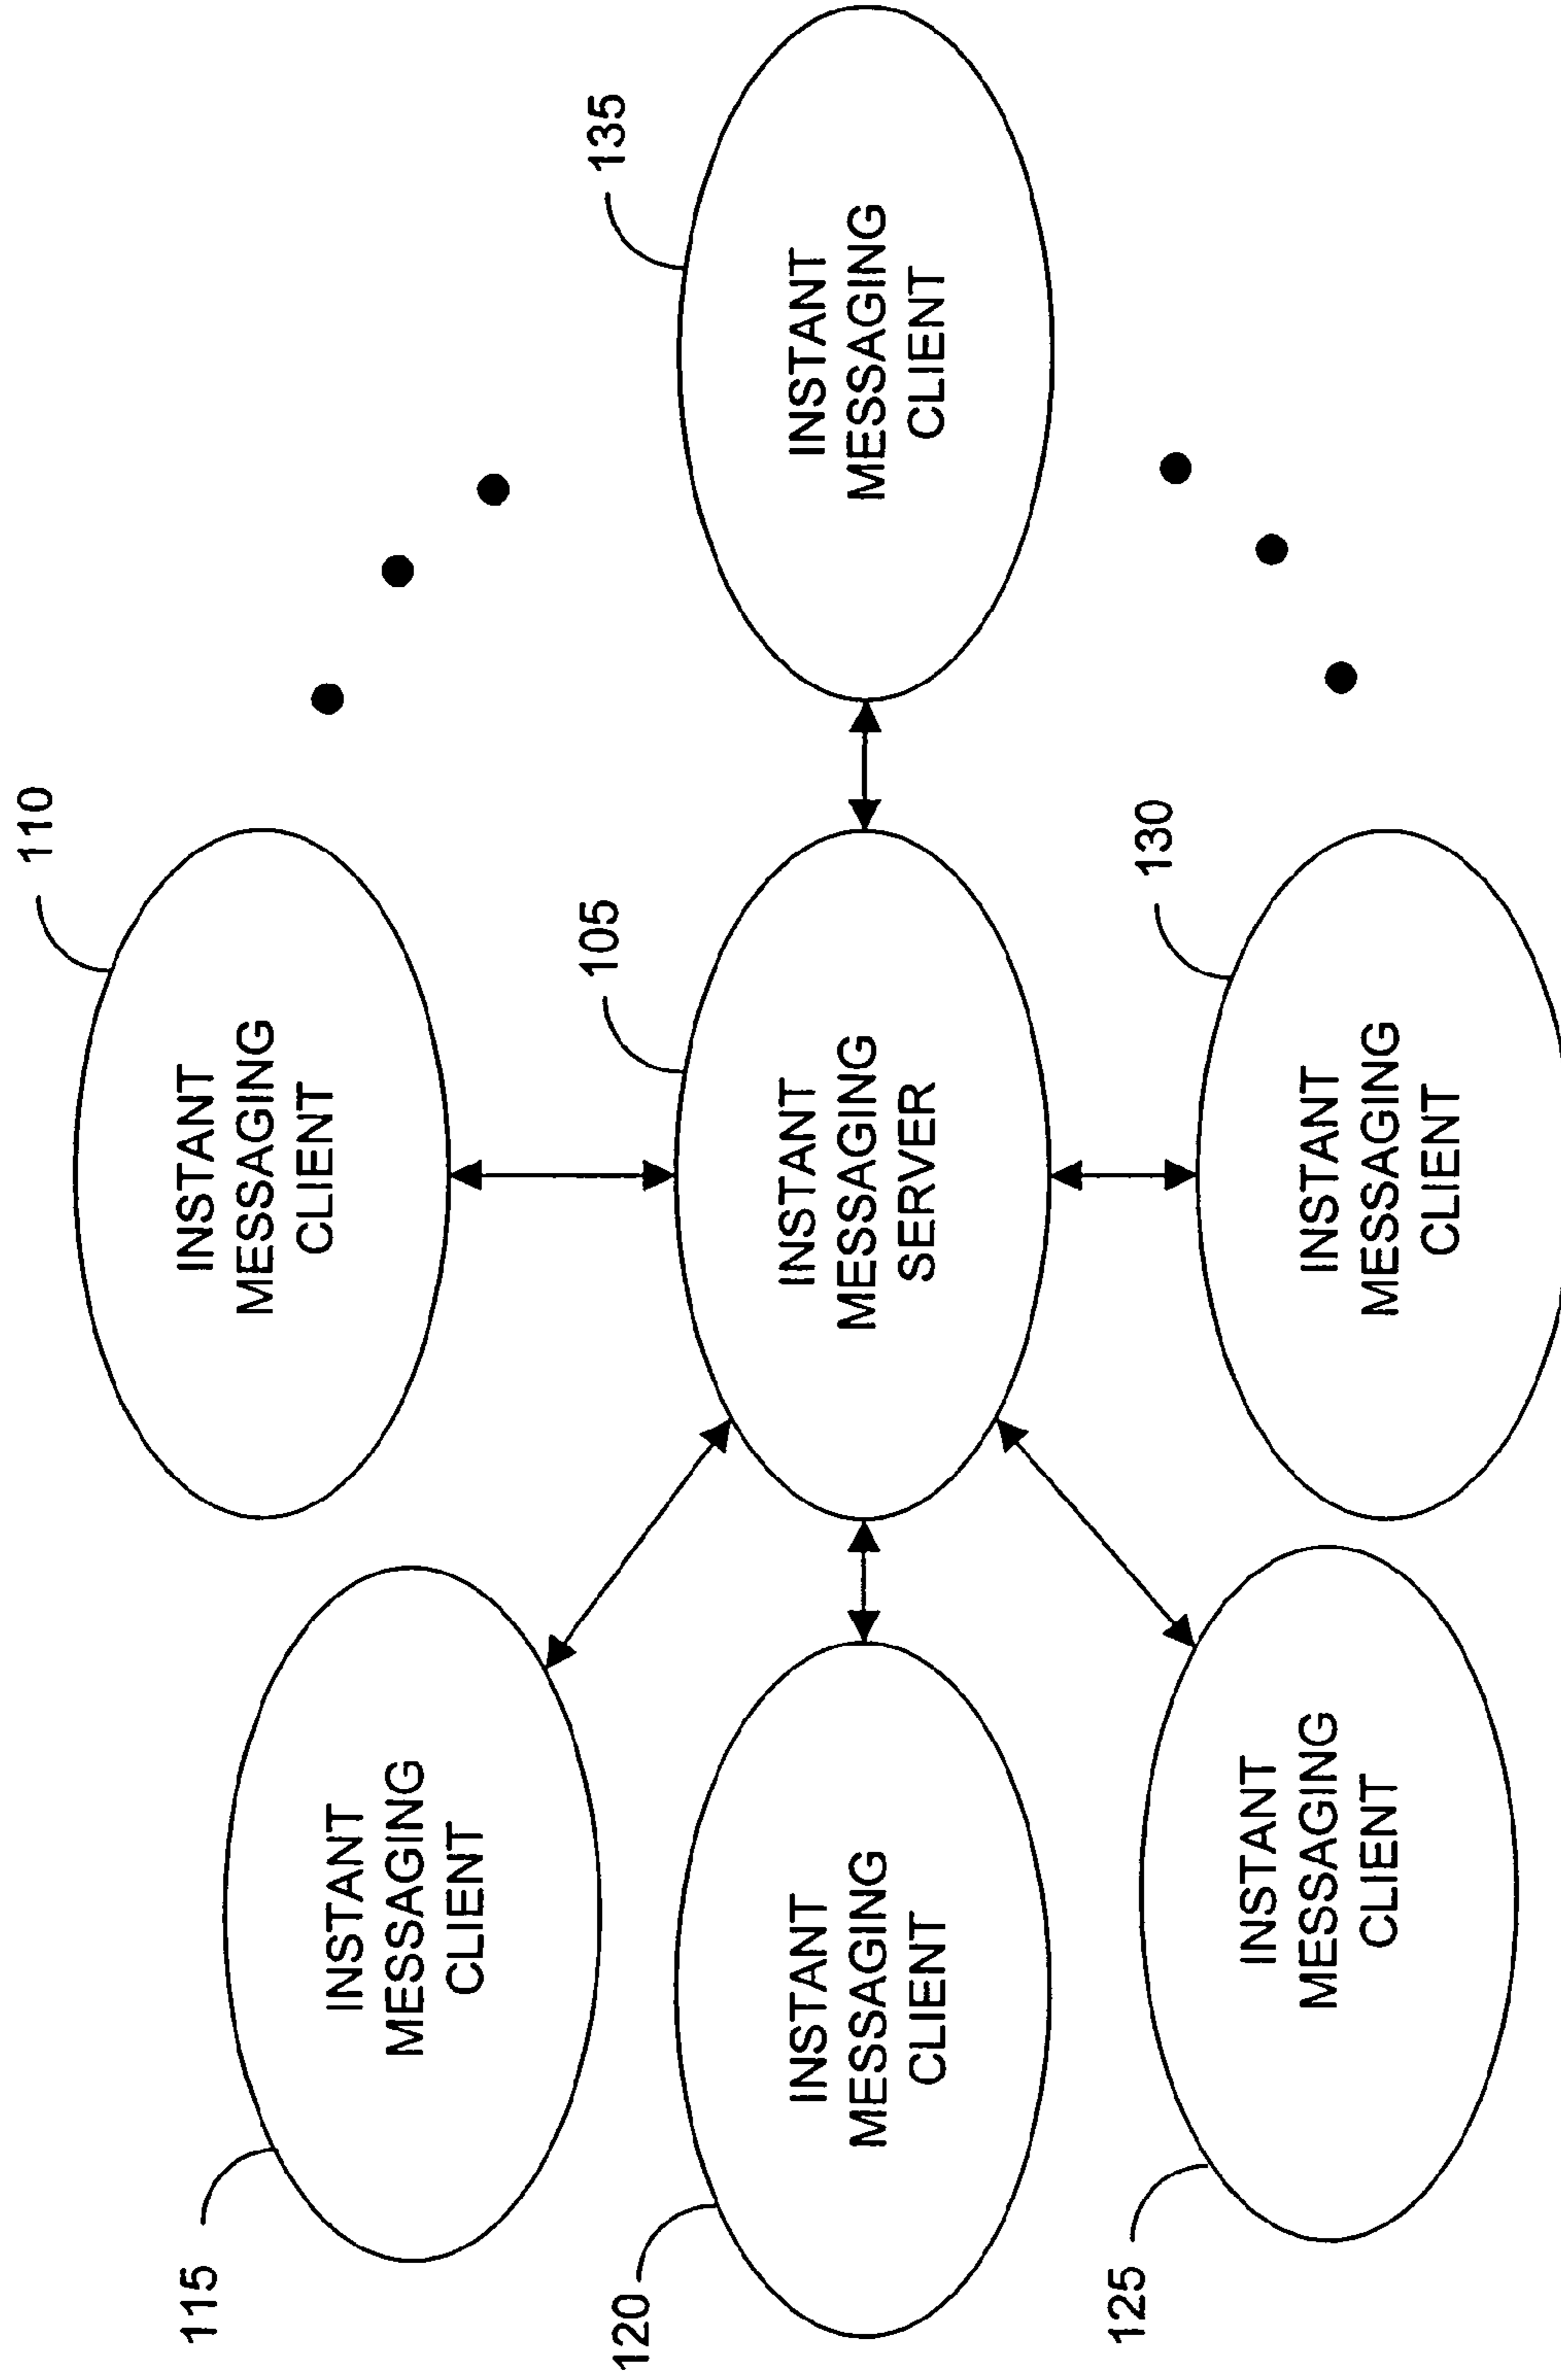 110
INSTANT
MESSAGING
CLIENT
115
INSTANT
MESSAGING
CLIENT
105
INSTANT
MESSAGING
SERVER
135
INSTANT
MESSAGING
CLIENT
120
INSTANT
MESSAGING
CLIENT
130
INSTANT
MESSAGING
CLIENT
125
INSTANT
MESSAGING
CLIENT